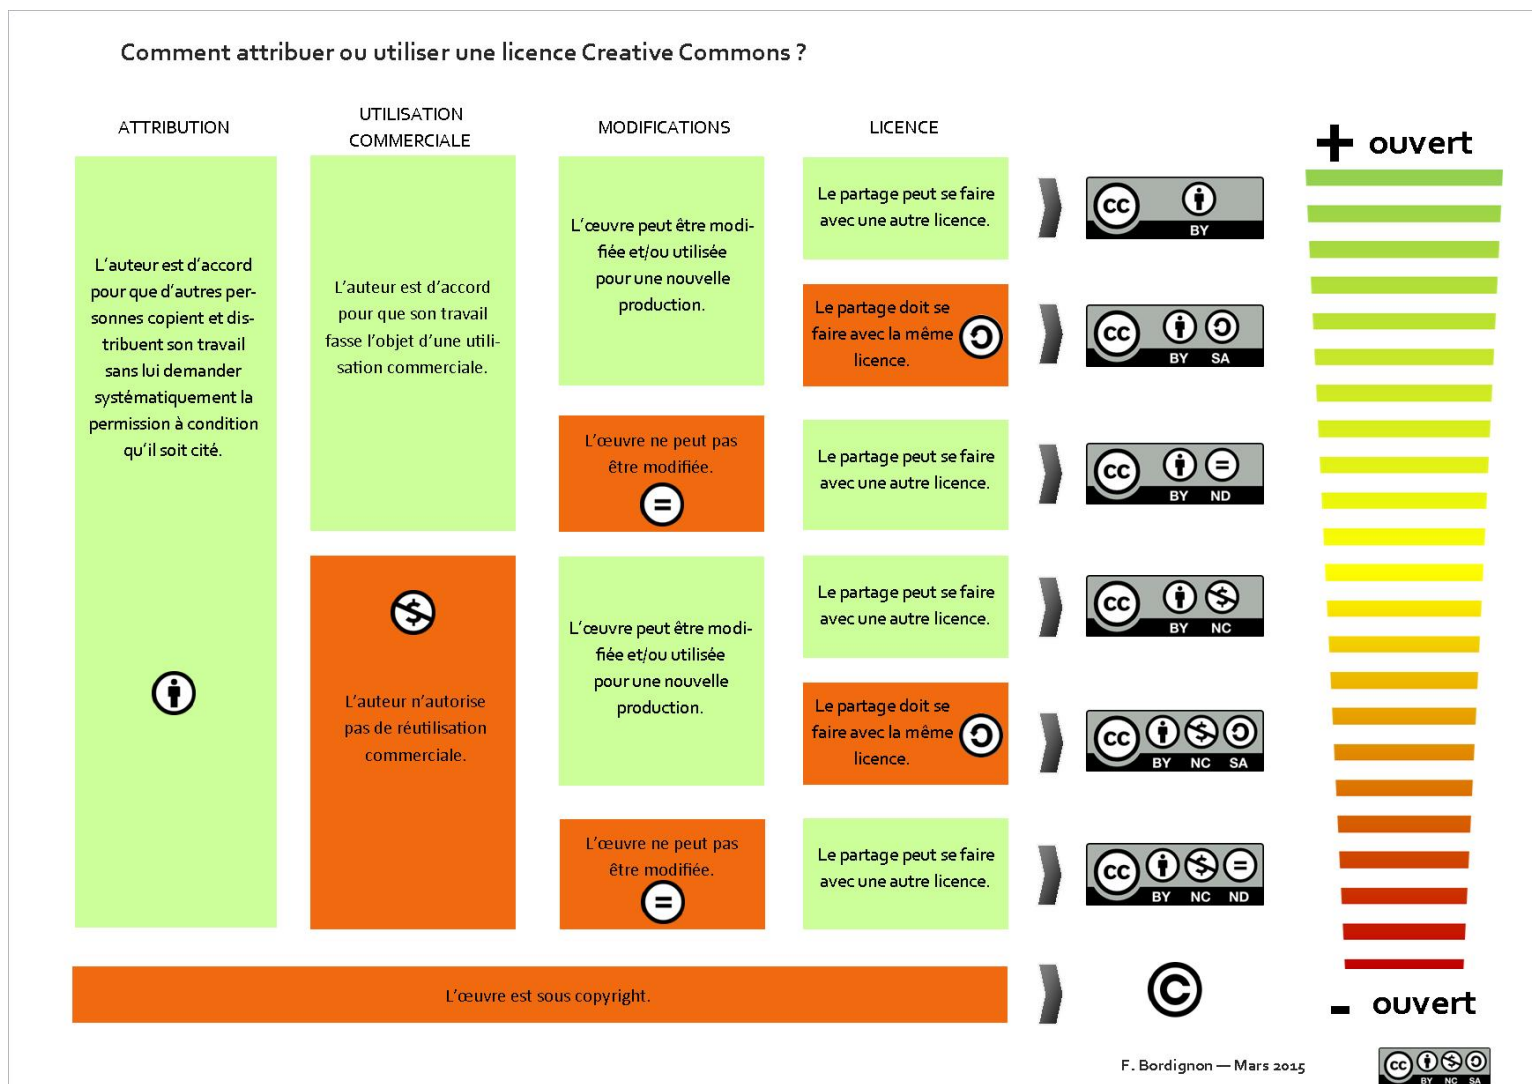 Comment attribuer ou utiliser une licence Creative Commons ?
ATTRIBUTION
UTILISATION
COMMERCIALE
MODIFICATIONS
LICENCE
+ ouvert
L'auteur est d'accord
pour que d'autres per-
sonnes copient et dis-
tribuent son travail
sans lui demander
systématiquement la
permission à condition
qu'il soit cité.
L'auteur est d'accord
pour que son travail
fasse l'objet d'une utili-
sation commerciale.
L'œuvre peut être modi-
fiée et/ou utilisée
pour une nouvelle
production.
Le partage peut se faire
avec une autre licence.
cc
BY
Le partage doit se
faire avec la même
licence.
cc
BY SA
L'œuvre ne peut pas
être modifiée.
=
Le partage peut se faire
avec une autre licence.
cc =
BY ND
$
L'auteur n'autorise
pas de réutilisation
commerciale.
L'œuvre peut être modi-
fiée et/ou utilisée
pour une nouvelle
production.
Le partage peut se faire
avec une autre licence.
cc $
BY NC
Le partage doit se
faire avec la même
licence.
cc $
BY NC SA
L'œuvre ne peut pas
être modifiée.
=
Le partage peut se faire
avec une autre licence.
cc $ =
BY NC ND
L'œuvre est sous copyright.
©
- ouvert
F. Bordignon — Mars 2015
cc $
BY NC SA